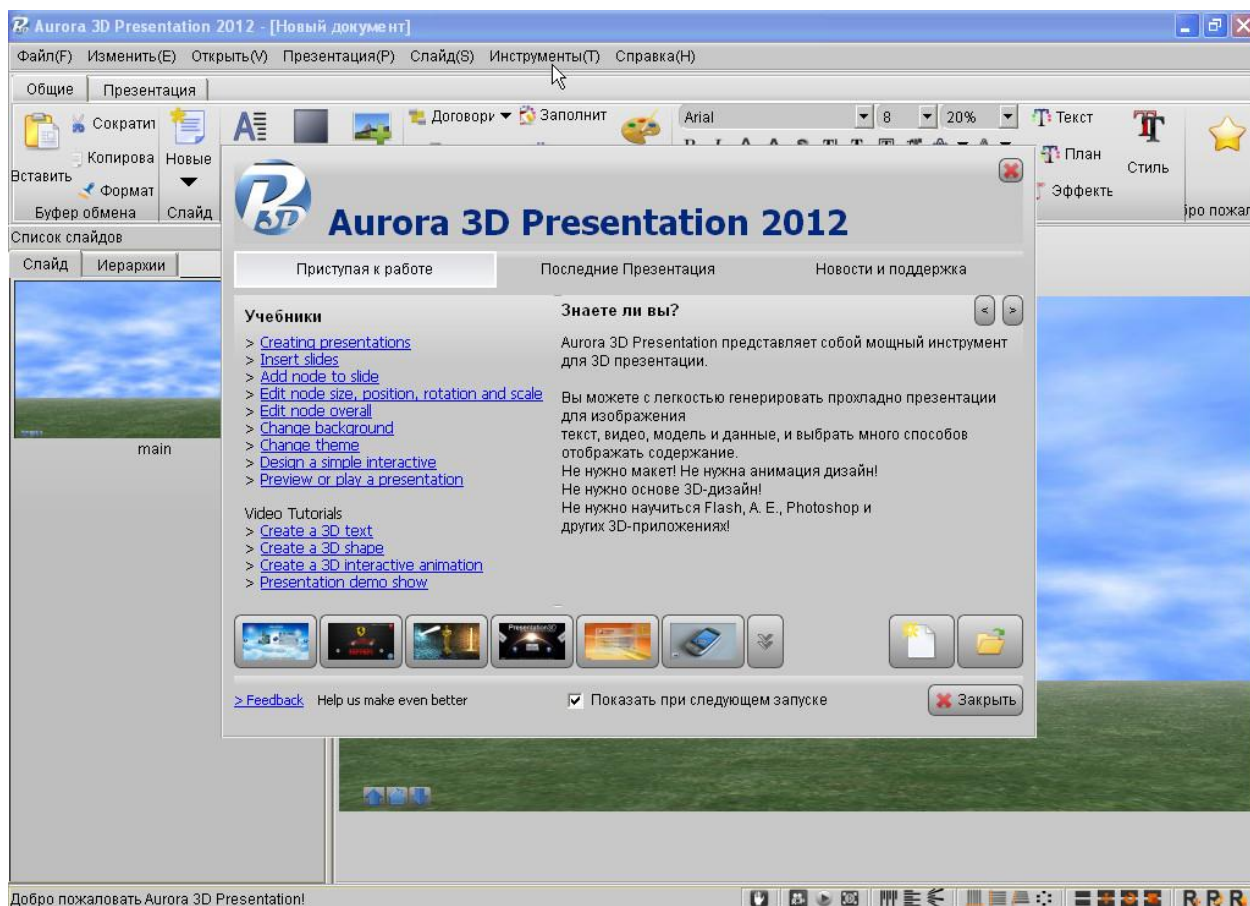 Aurora 3D Presentation 2012 - [Новый документ]
Файл(F) Изменить(E) Открыть(V) Презентация(P) Слайд(S) Инструменты(T) Справка(H)
Общие Презентация
Сократит
Копирова
Вставить
Формат
Буфер обмена
Новые
Слайд
Договори
Заполнит
Arial 8 20%
Текст
План
Эффекть
Стиль
бро пожал
Список слайдов
Слайд Иерархии
main
Aurora 3D Presentation 2012
Приступая к работе Последние Презентация Новости и поддержка
Учебники
> Creating presentations
> Insert slides
> Add node to slide
> Edit node size, position, rotation and scale
> Edit node overall
> Change background
> Change theme
> Design a simple interactive
> Preview or play a presentation
Video Tutorials
> Create a 3D text
> Create a 3D shape
> Create a 3D interactive animation
> Presentation demo show
Знаете ли вы?
< >
Aurora 3D Presentation представляет собой мощный инструмент
для 3D презентации.
Вы можете с легкостью генерировать прохладно презентации
для изображения
текст, видео, модель и данные, и выбрать много способов
отображать содержание.
Не нужно макет! Не нужна анимация дизайн!
Не нужно основе 3D-дизайн!
Не нужно научиться Flash, A. E., Photoshop и
других 3D-приложениях!
> Feedback Help us make even better
Показать при следующем запуске
Закрыть
Добро пожаловать Aurora 3D Presentation!